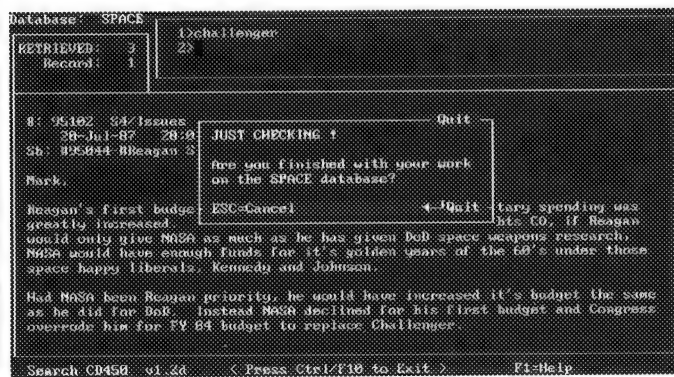 Database: SPACE
1>challenger
RETRIEVED: 3
2>
Record: 1
#: 95102 S4/Issues
Quit
20-Jul-87 20:0
JUST CHECKING !
Sb: #95044 #Reagan S
Are you finished with your work
Mark,
on the SPACE database?
Reagan's first budge
ESC=Cancel
Quit
tary spending was
greatly increased
hts CO, if Reagan
would only give NASA as much as he has given DoD space weapons research,
NASA would have enough funds for it's golden years of the 60's under those
space happy liberals, Kennedy and Johnson.
Had NASA been Reagan priority, he would have increased it's budget the same
as he did for DoD. Instead NASA declined for his first budget and Congress
overrode him for FY 84 budget to replace Challenger.
Search CD450 v1.2d < Press Ctrl/F10 to Exit > F1=Help